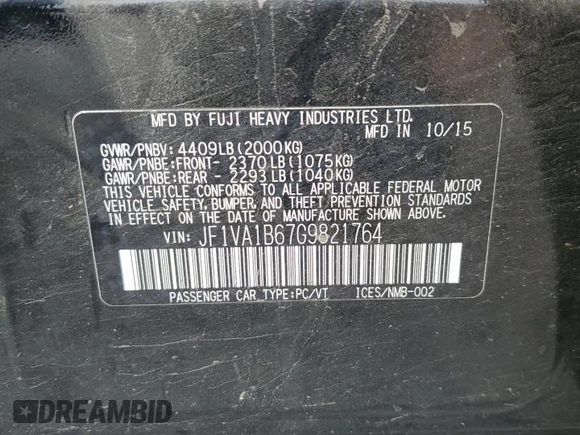 MFD BY FUJI HEAVY INDUSTRIES LTD.
MFD IN 10/15
GVWR/PNBV: 4409LB(2000KG)
GAWR/PNBE:FRONT- 2370LB(1075KG)
GAWR/PNBE:REAR - 2293LB(1040KG)
THIS VEHICLE CONFORMS TO ALL APPLICABLE FEDERAL MOTOR
VEHICLE SAFETY, BUMPER, AND THEFT PREVENTION STANDARDS
IN EFFECT ON THE DATE OF MANUFACTURE SHOWN ABOVE.
VIN: JF1VA1B67G9821764
PASSENGER CAR TYPE:PC/VT ICES/NMB-002
DREAMBID